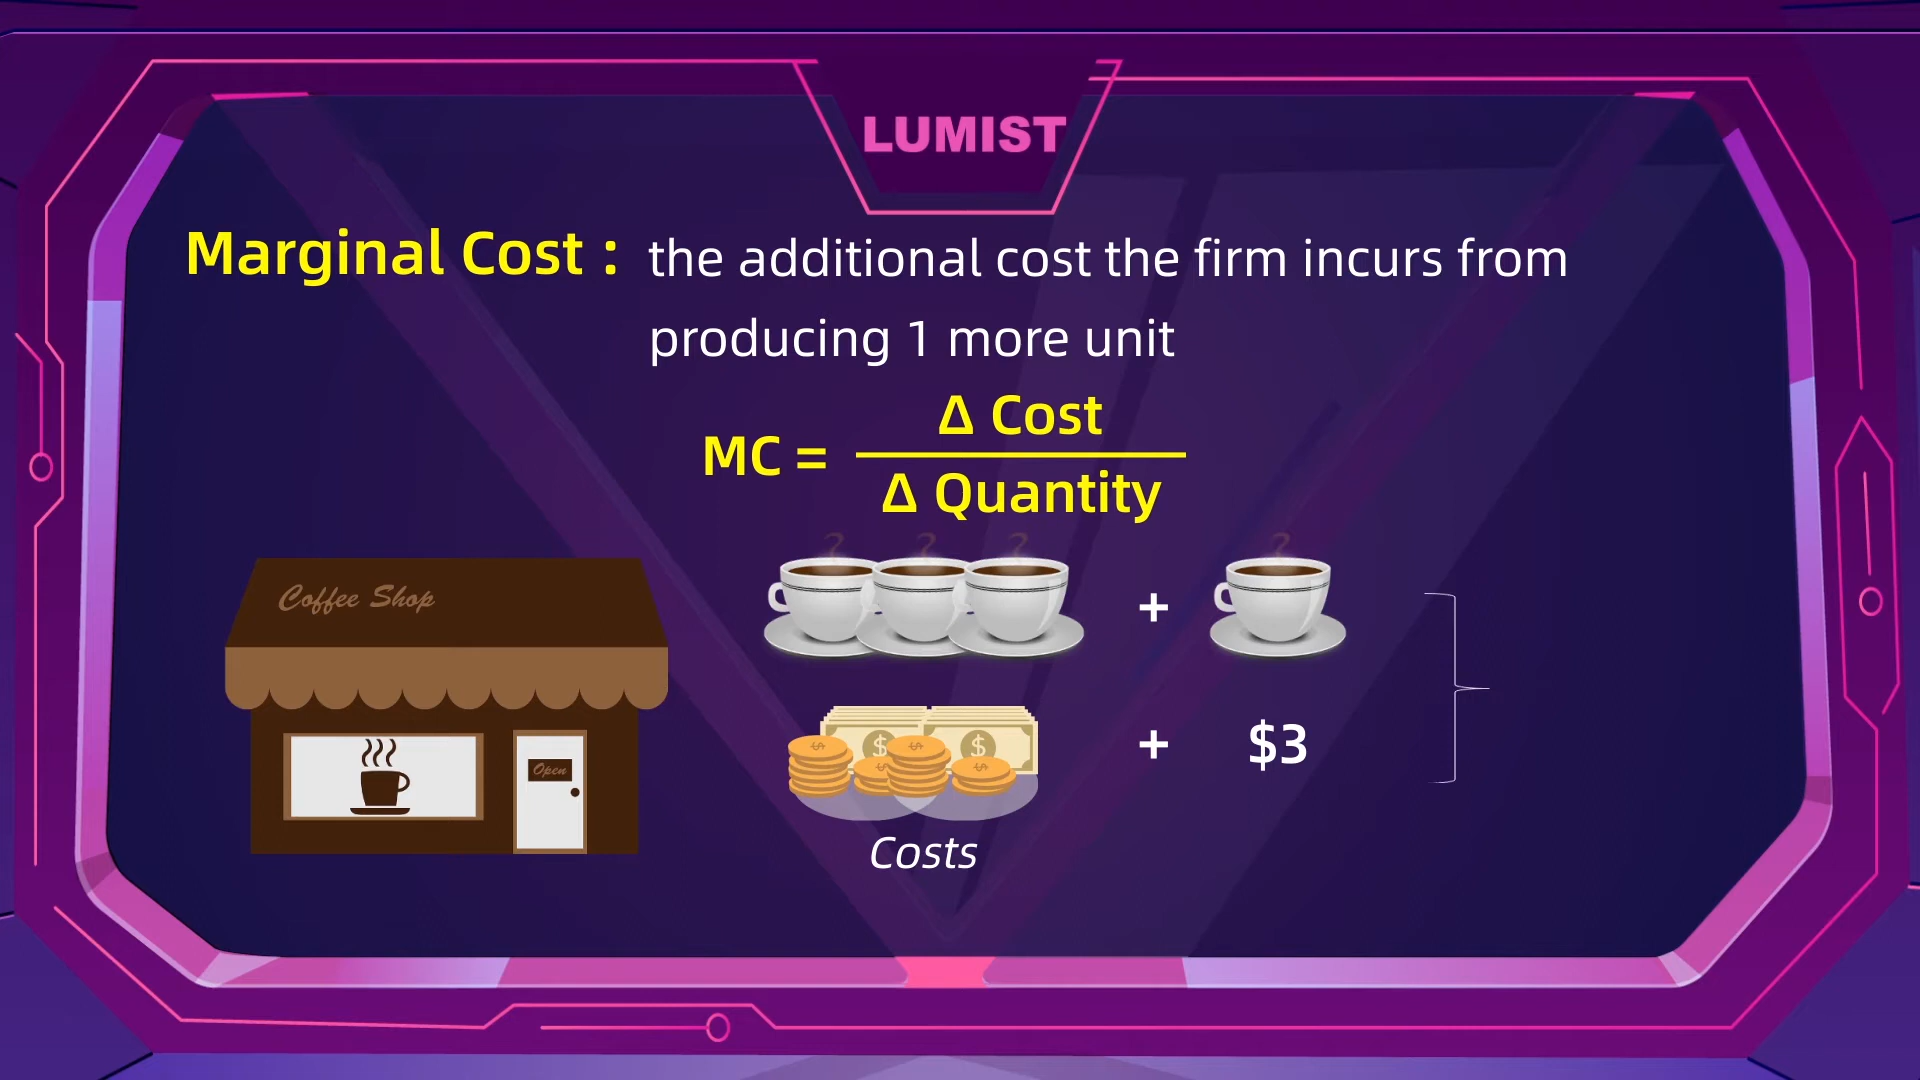 LUMIST
Marginal Cost : the additional cost the firm incurs from
producing 1 more unit
MC = Δ Cost
Δ Quantity
Coffee Shop
+
Open
$ $
$ $ $ $
+ $3
Costs